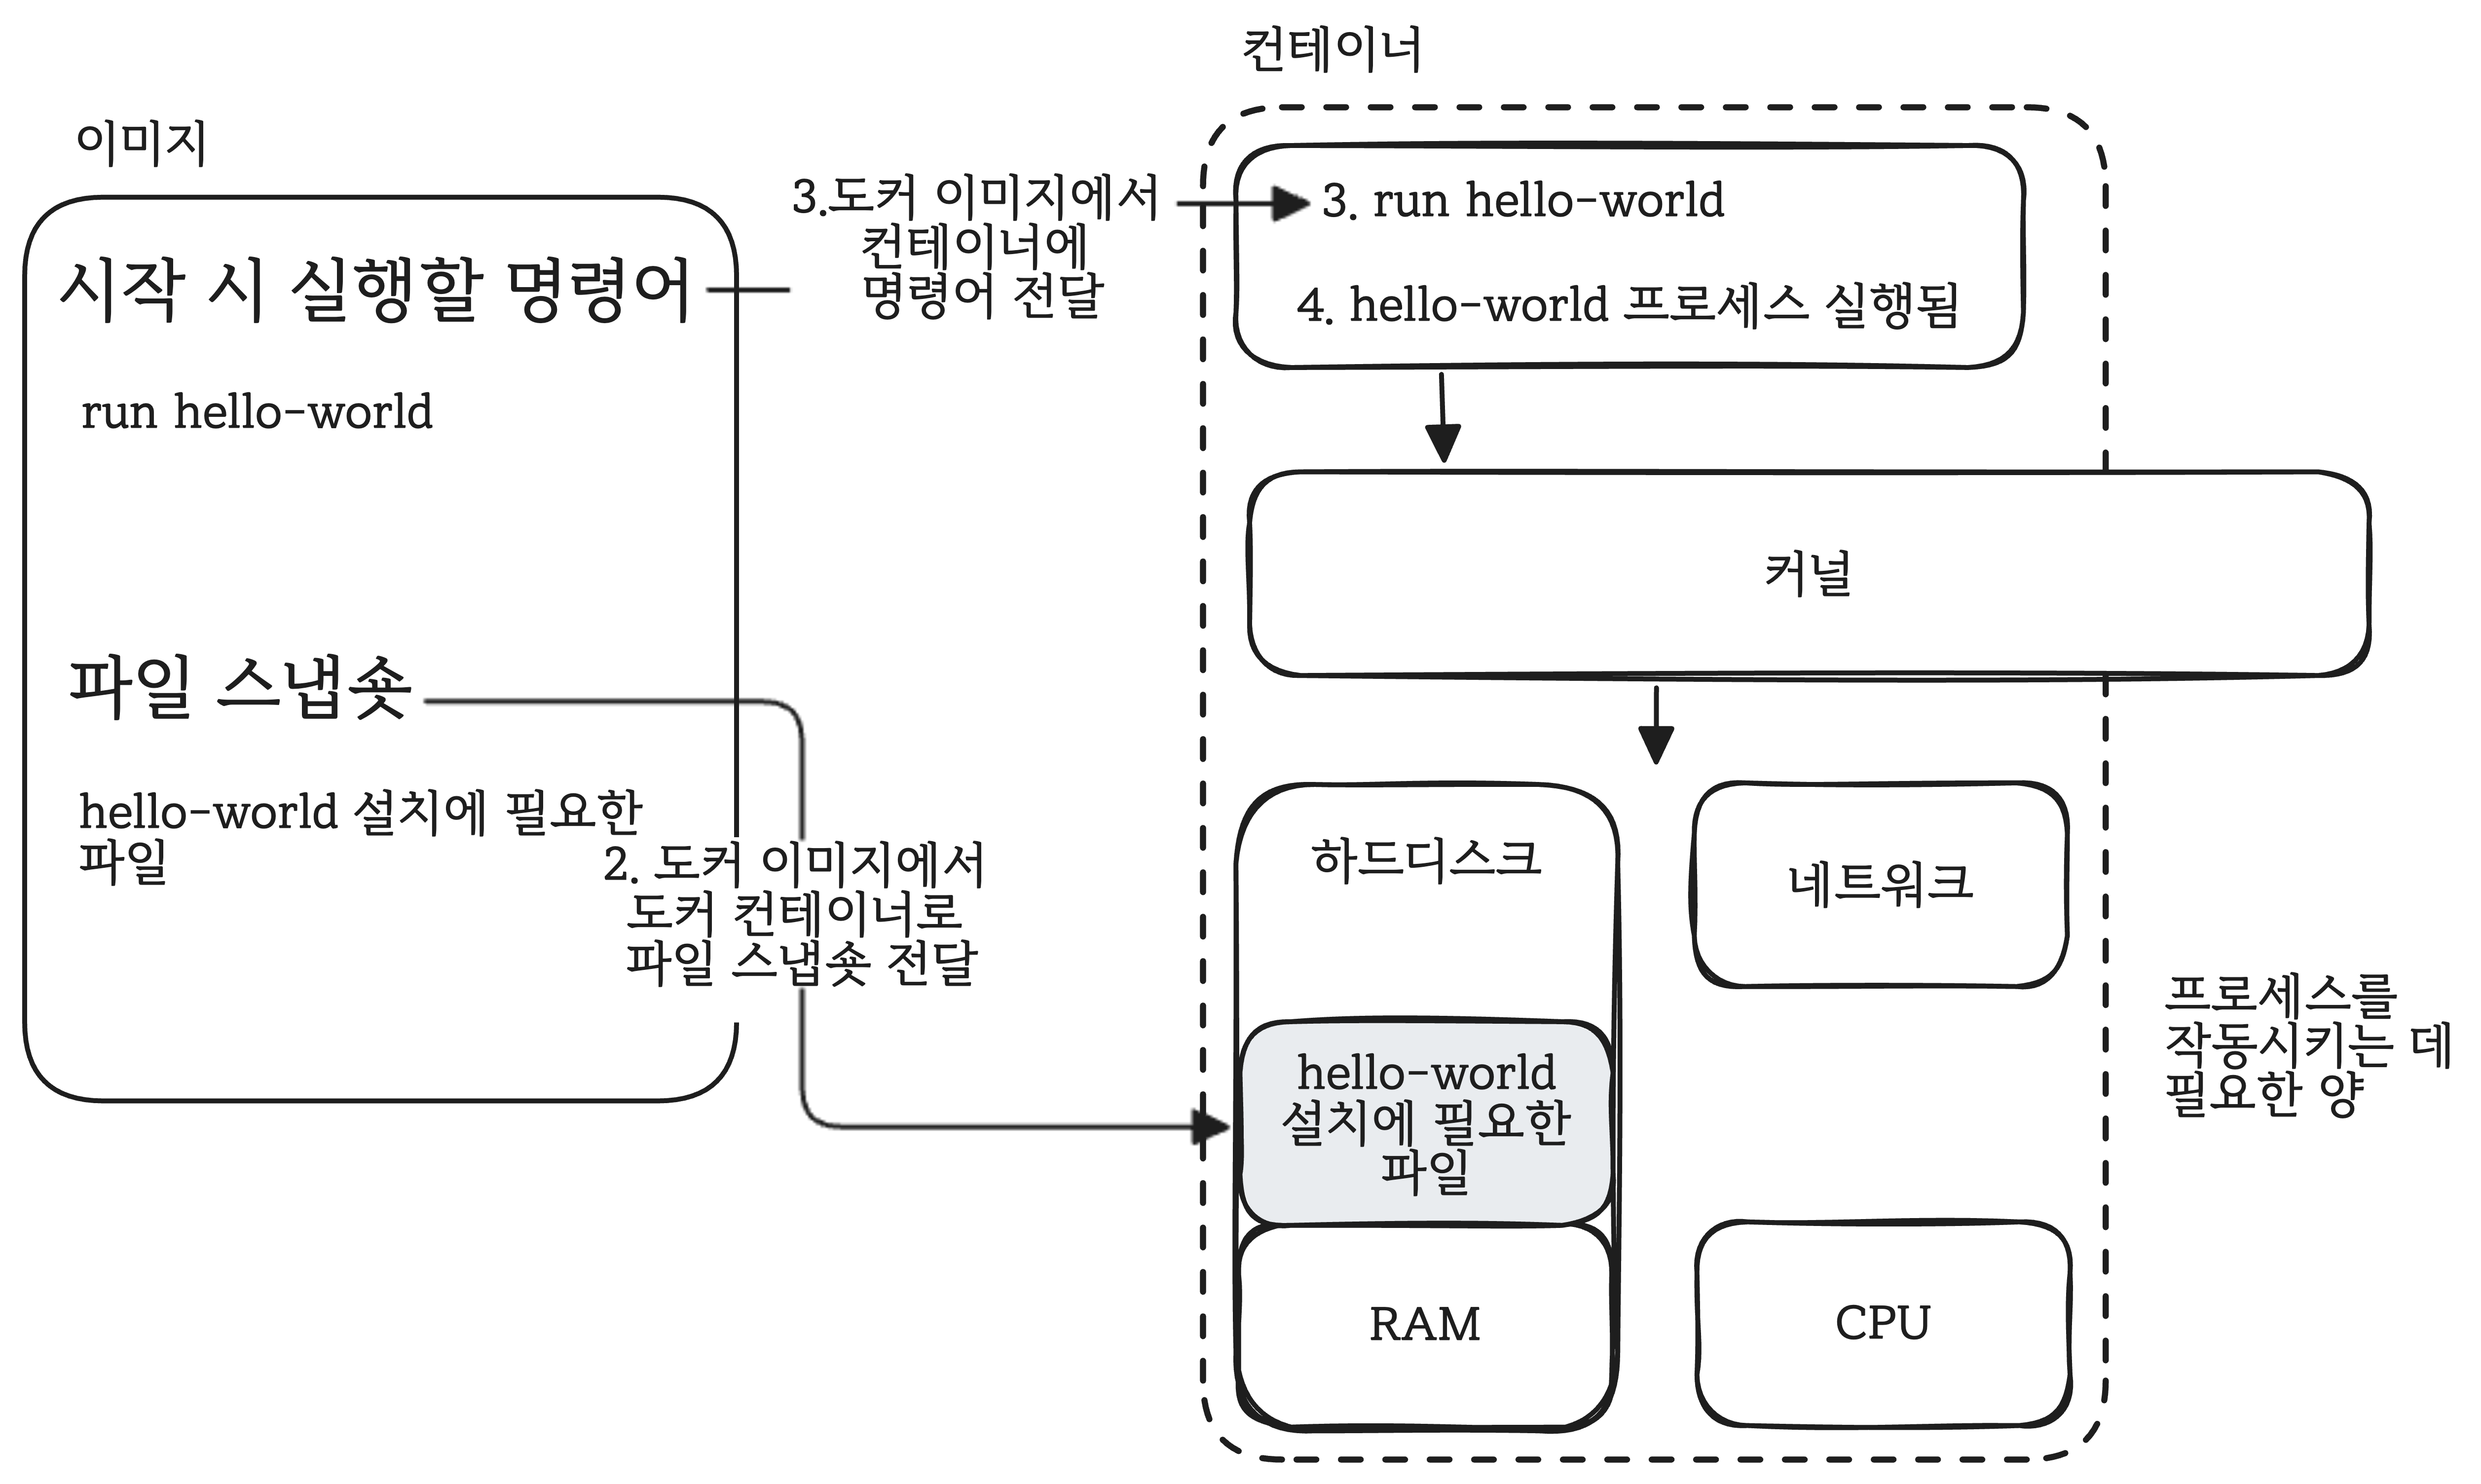 컨테이너
이미지
시작 시 실행할 명령어
run hello-world
파일 스냅숏
hello-world 설치에 필요한
파일
3.도커 이미지에서
컨테이너에
명령어 전달
2. 도커 이미지에서
도커 컨테이너로
파일 스냅숏 전달
3. run hello-world
4. hello-world 프로세스 실행됨
커널
하드디스크
네트워크
hello-world
설치에 필요한
파일
RAM
CPU
프로세스를
작동시키는 데
필요한 양